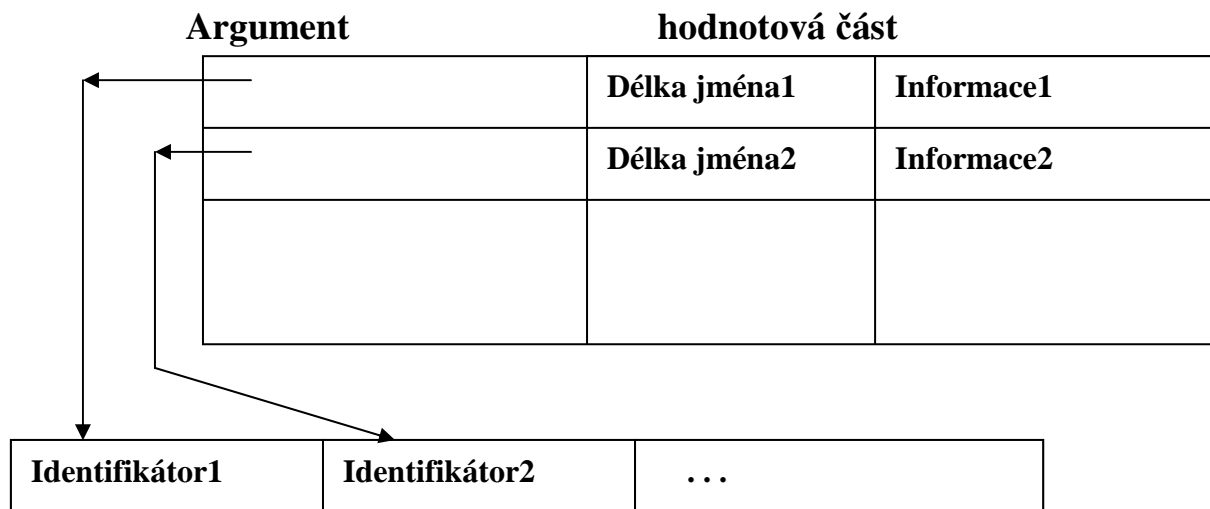 Argument hodnotová část
Délka jména1 Informace1
Délka jména2 Informace2
Identifikátor1 Identifikátor2 . . .